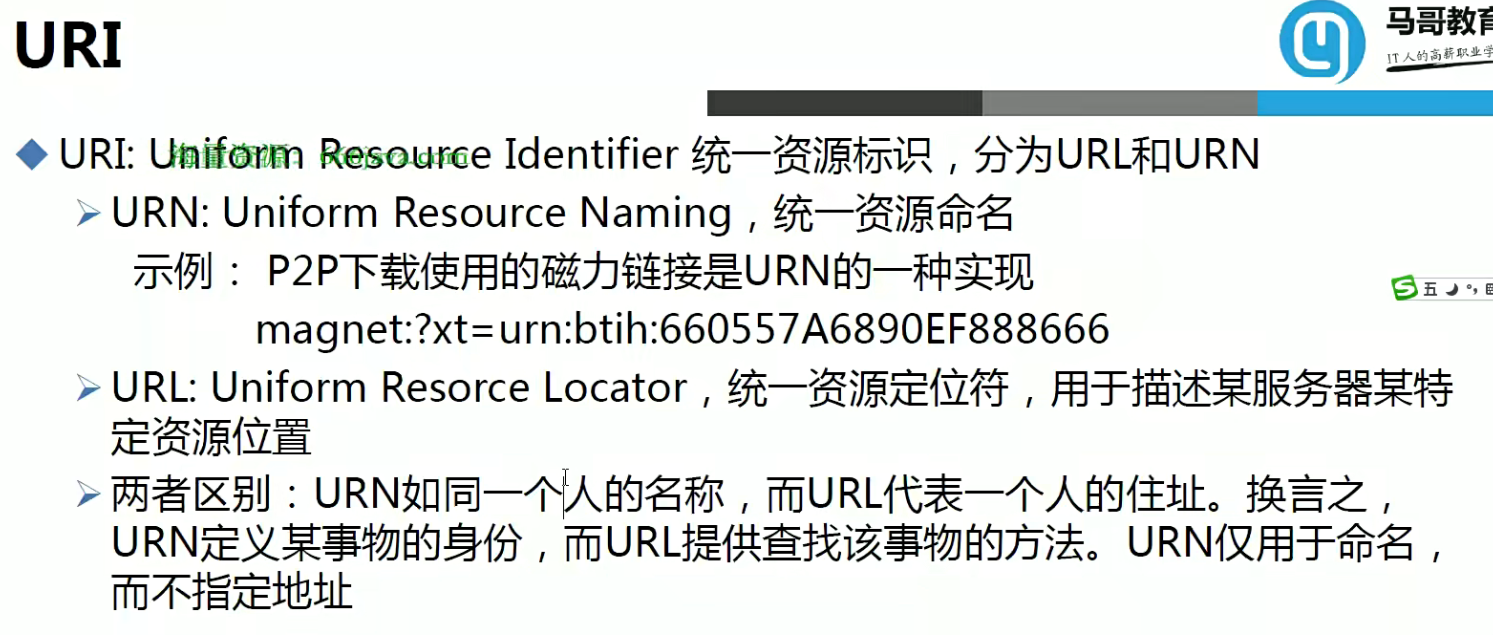 URI
马哥教育
IT人的高薪职业学
URI: Uniform Resource Identifier 统一资源标识，分为URL和URN
海量资源：666java.com
URN: Uniform Resource Naming，统一资源命名
示例： P2P下载使用的磁力链接是URN的一种实现
magnet:?xt=urn:btih:660557A6890EF888666
五
URL: Uniform Resorce Locator，统一资源定位符，用于描述某服务器某特
定资源位置
两者区别：URN如同一个人的名称，而URL代表一个人的住址。换言之，
URN定义某事物的身份，而URL提供查找该事物的方法。URN仅用于命名，
而不指定地址